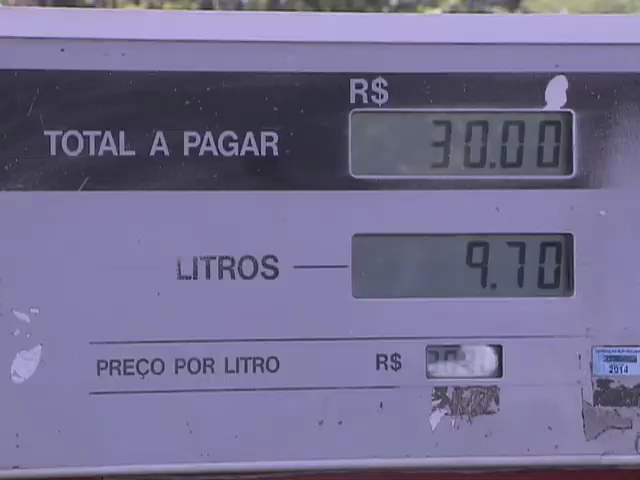 R$
TOTAL A PAGAR 30.00
LITROS 9.70
PREÇO POR LITRO R$
2014